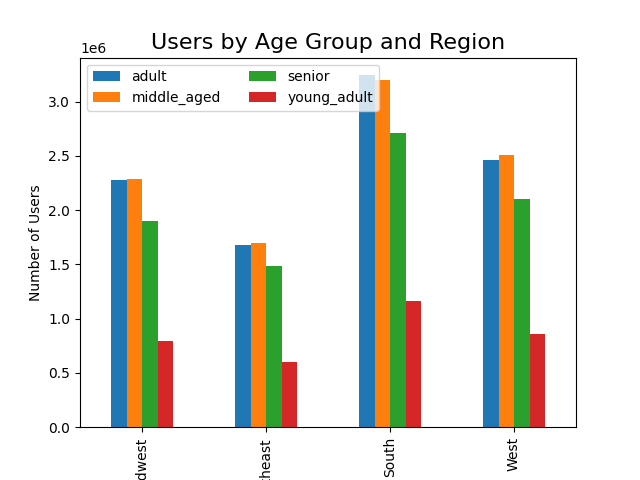 Users by Age Group and Region
1e6
adult
middle_aged
senior
young_adult
3.0
2.5
2.0
1.5
1.0
0.5
0.0
Number of Users
dwest
theast
South
West